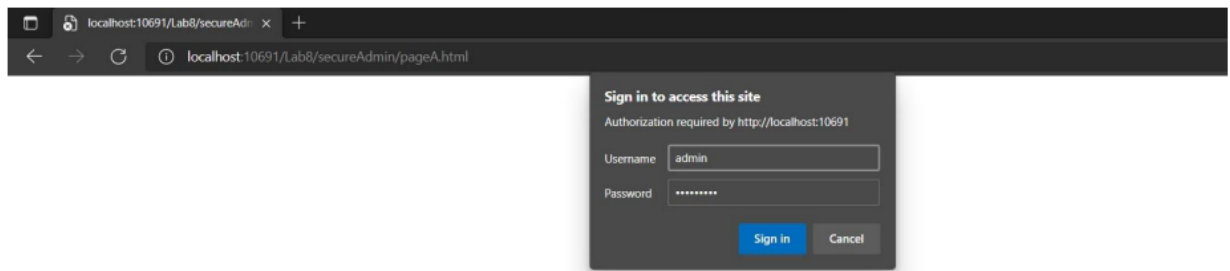 localhost:10691/Lab8/secureAdn
localhost:10691/Lab8/secureAdmin/pageA.html
Sign in to access this site
Authorization required by http://localhost:10691
Username admin
Password •••••••••
Sign in Cancel